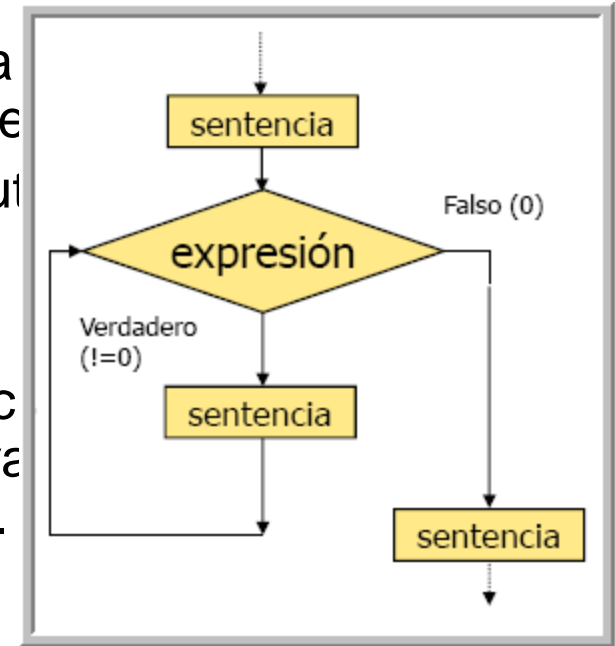 sentencia
Falso (0)
expresión
Verdadero
(!=0)
sentencia
sentencia